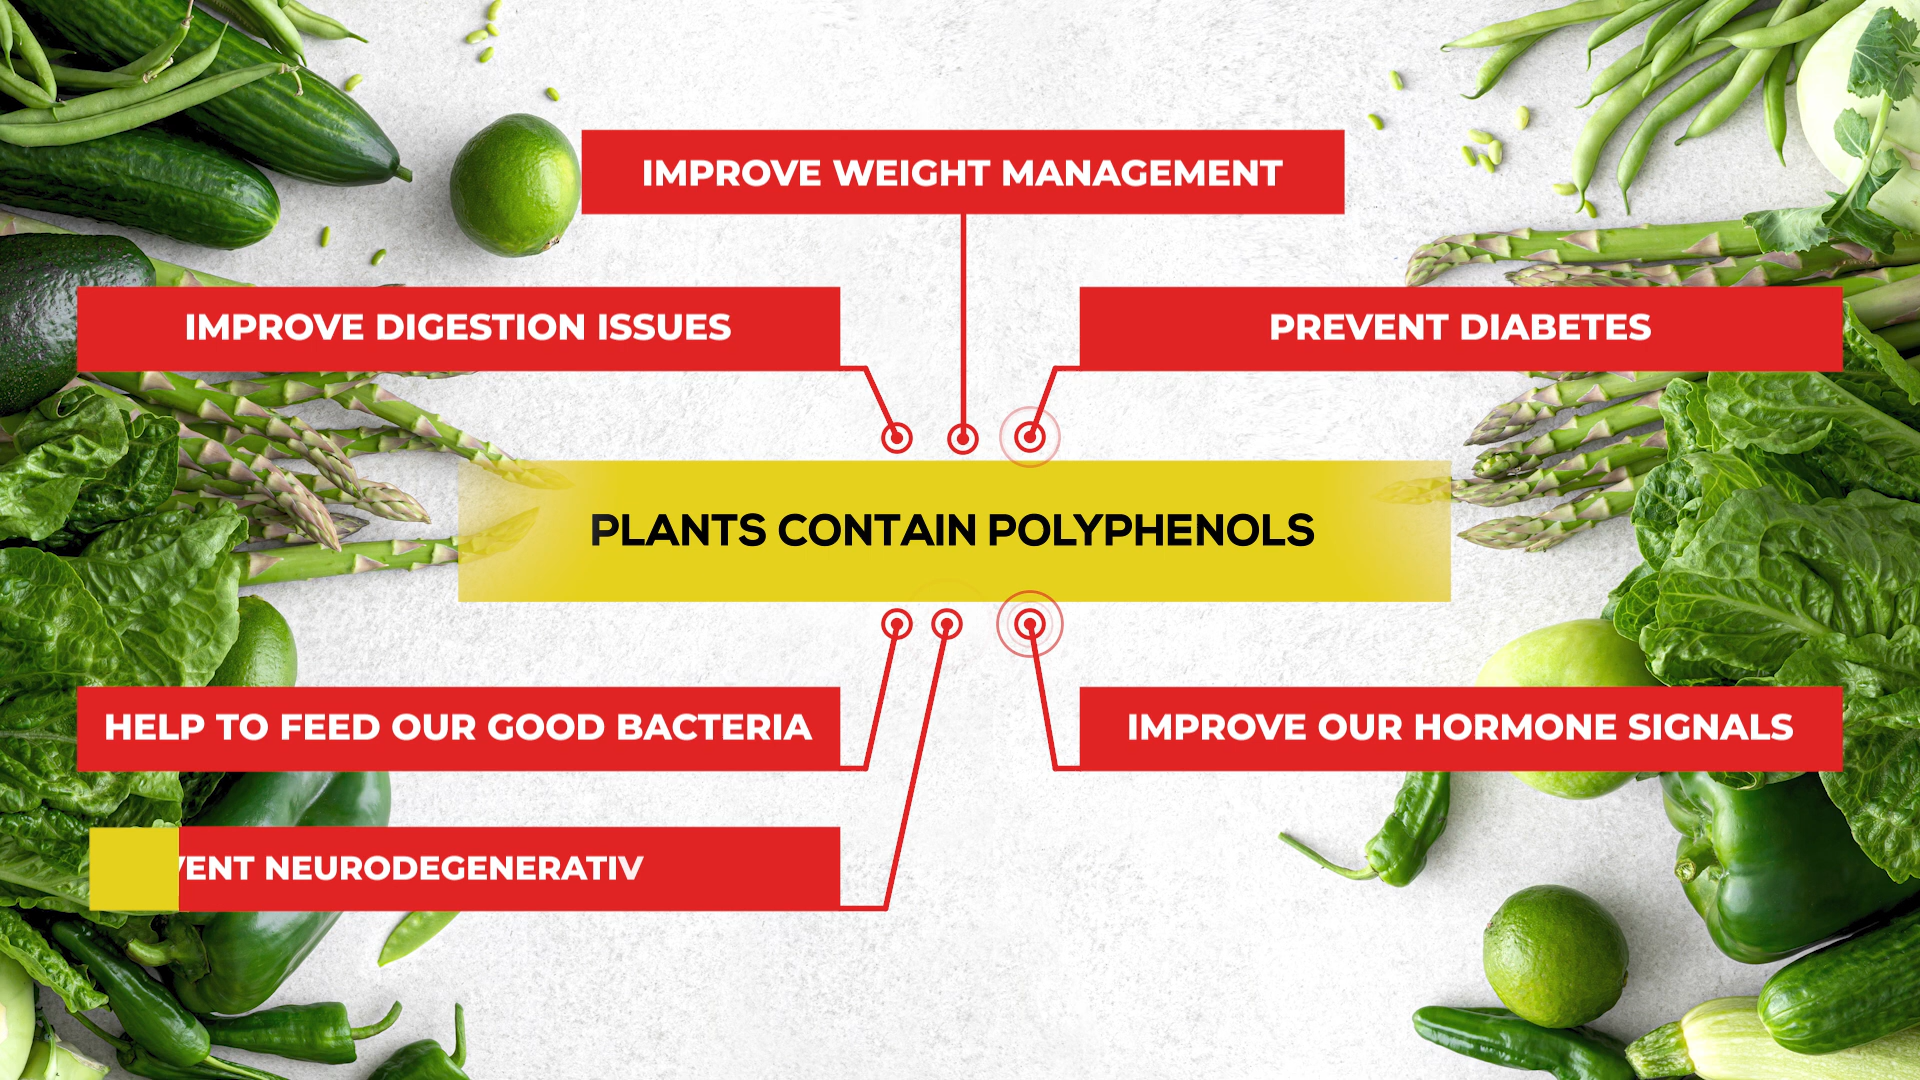 IMPROVE WEIGHT MANAGEMENT
IMPROVE DIGESTION ISSUES
PREVENT DIABETES
PLANTS CONTAIN POLYPHENOLS
HELP TO FEED OUR GOOD BACTERIA
IMPROVE OUR HORMONE SIGNALS
VENT NEURODEGENERATIV